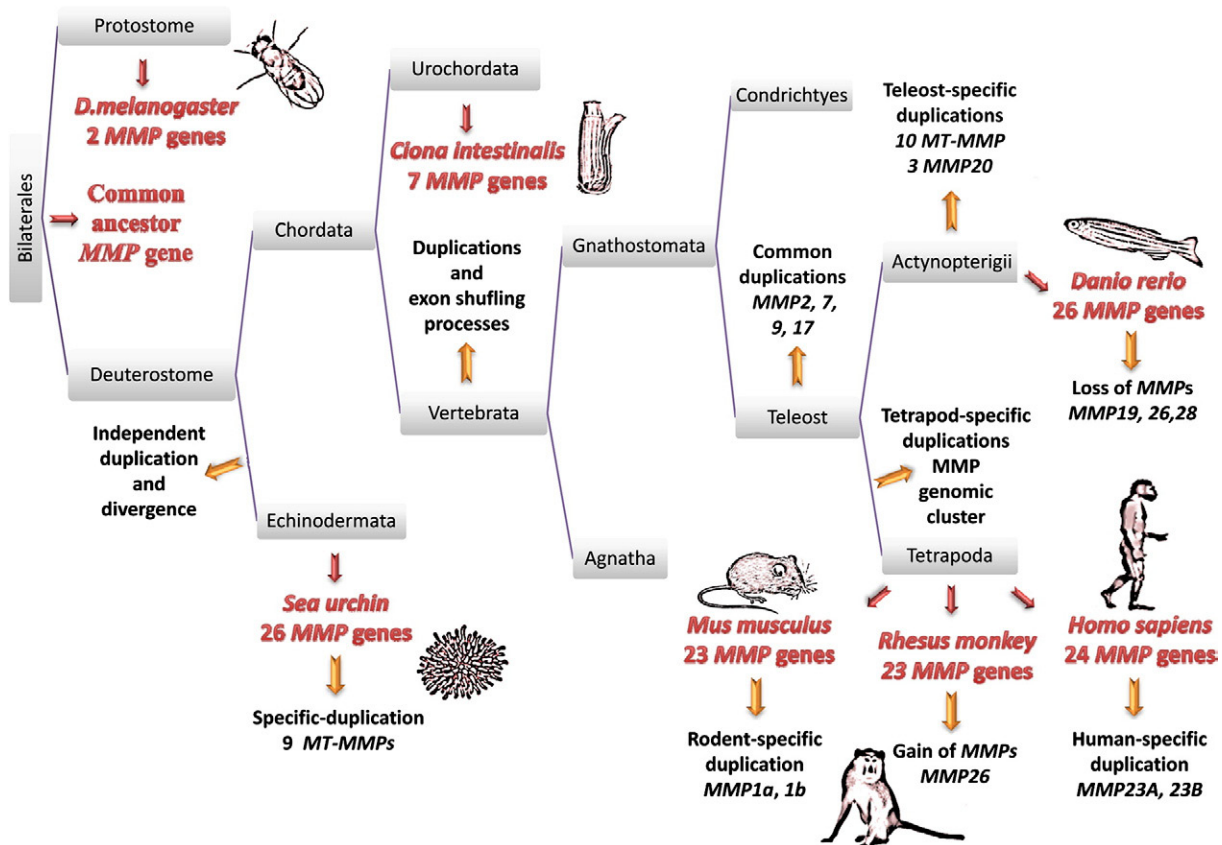 Bilaterales
Protostome
D.melanogaster
2 MMP genes
Common
ancestor
MMP gene
Deuterostome
Independent
duplication
and
divergence
Chordata
Echinodermata
Sea urchin
26 MMP genes
Specific-duplication
9 MT-MMPs
Urochordata
Ciona intestinalis
7 MMP genes
Duplications
and
exon shufling
processes
Vertebrata
Gnathostomata
Agnatha
Condrichtyes
Common
duplications
MMP2, 7,
9, 17
Teleost
Teleost-specific
duplications
10 MT-MMP
3 MMP20
Actynopterigii
Danio rerio
26 MMP genes
Loss of MMPs
MMP19, 26,28
Tetrapod-specific
duplications
MMP
genomic
cluster
Tetrapoda
Mus musculus
23 MMP genes
Rodent-specific
duplication
MMP1a, 1b
Rhesus monkey
23 MMP genes
Gain of MMPs
MMP26
Homo sapiens
24 MMP genes
Human-specific
duplication
MMP23A, 23B